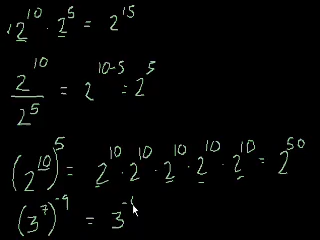 2^10 · 2^5 = 2^15
2^10 / 2^5 = 2^(10-5) = 2^5
(2^10)^5 = 2^10 · 2^10 · 2^10 · 2^10 · 2^10 = 2^50
(3^7)^-9 = 3^-